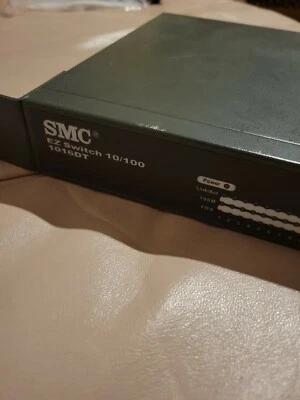 SMC®
EZ Switch 10/100
1016DT
Power
Link/Act
100M
FDX